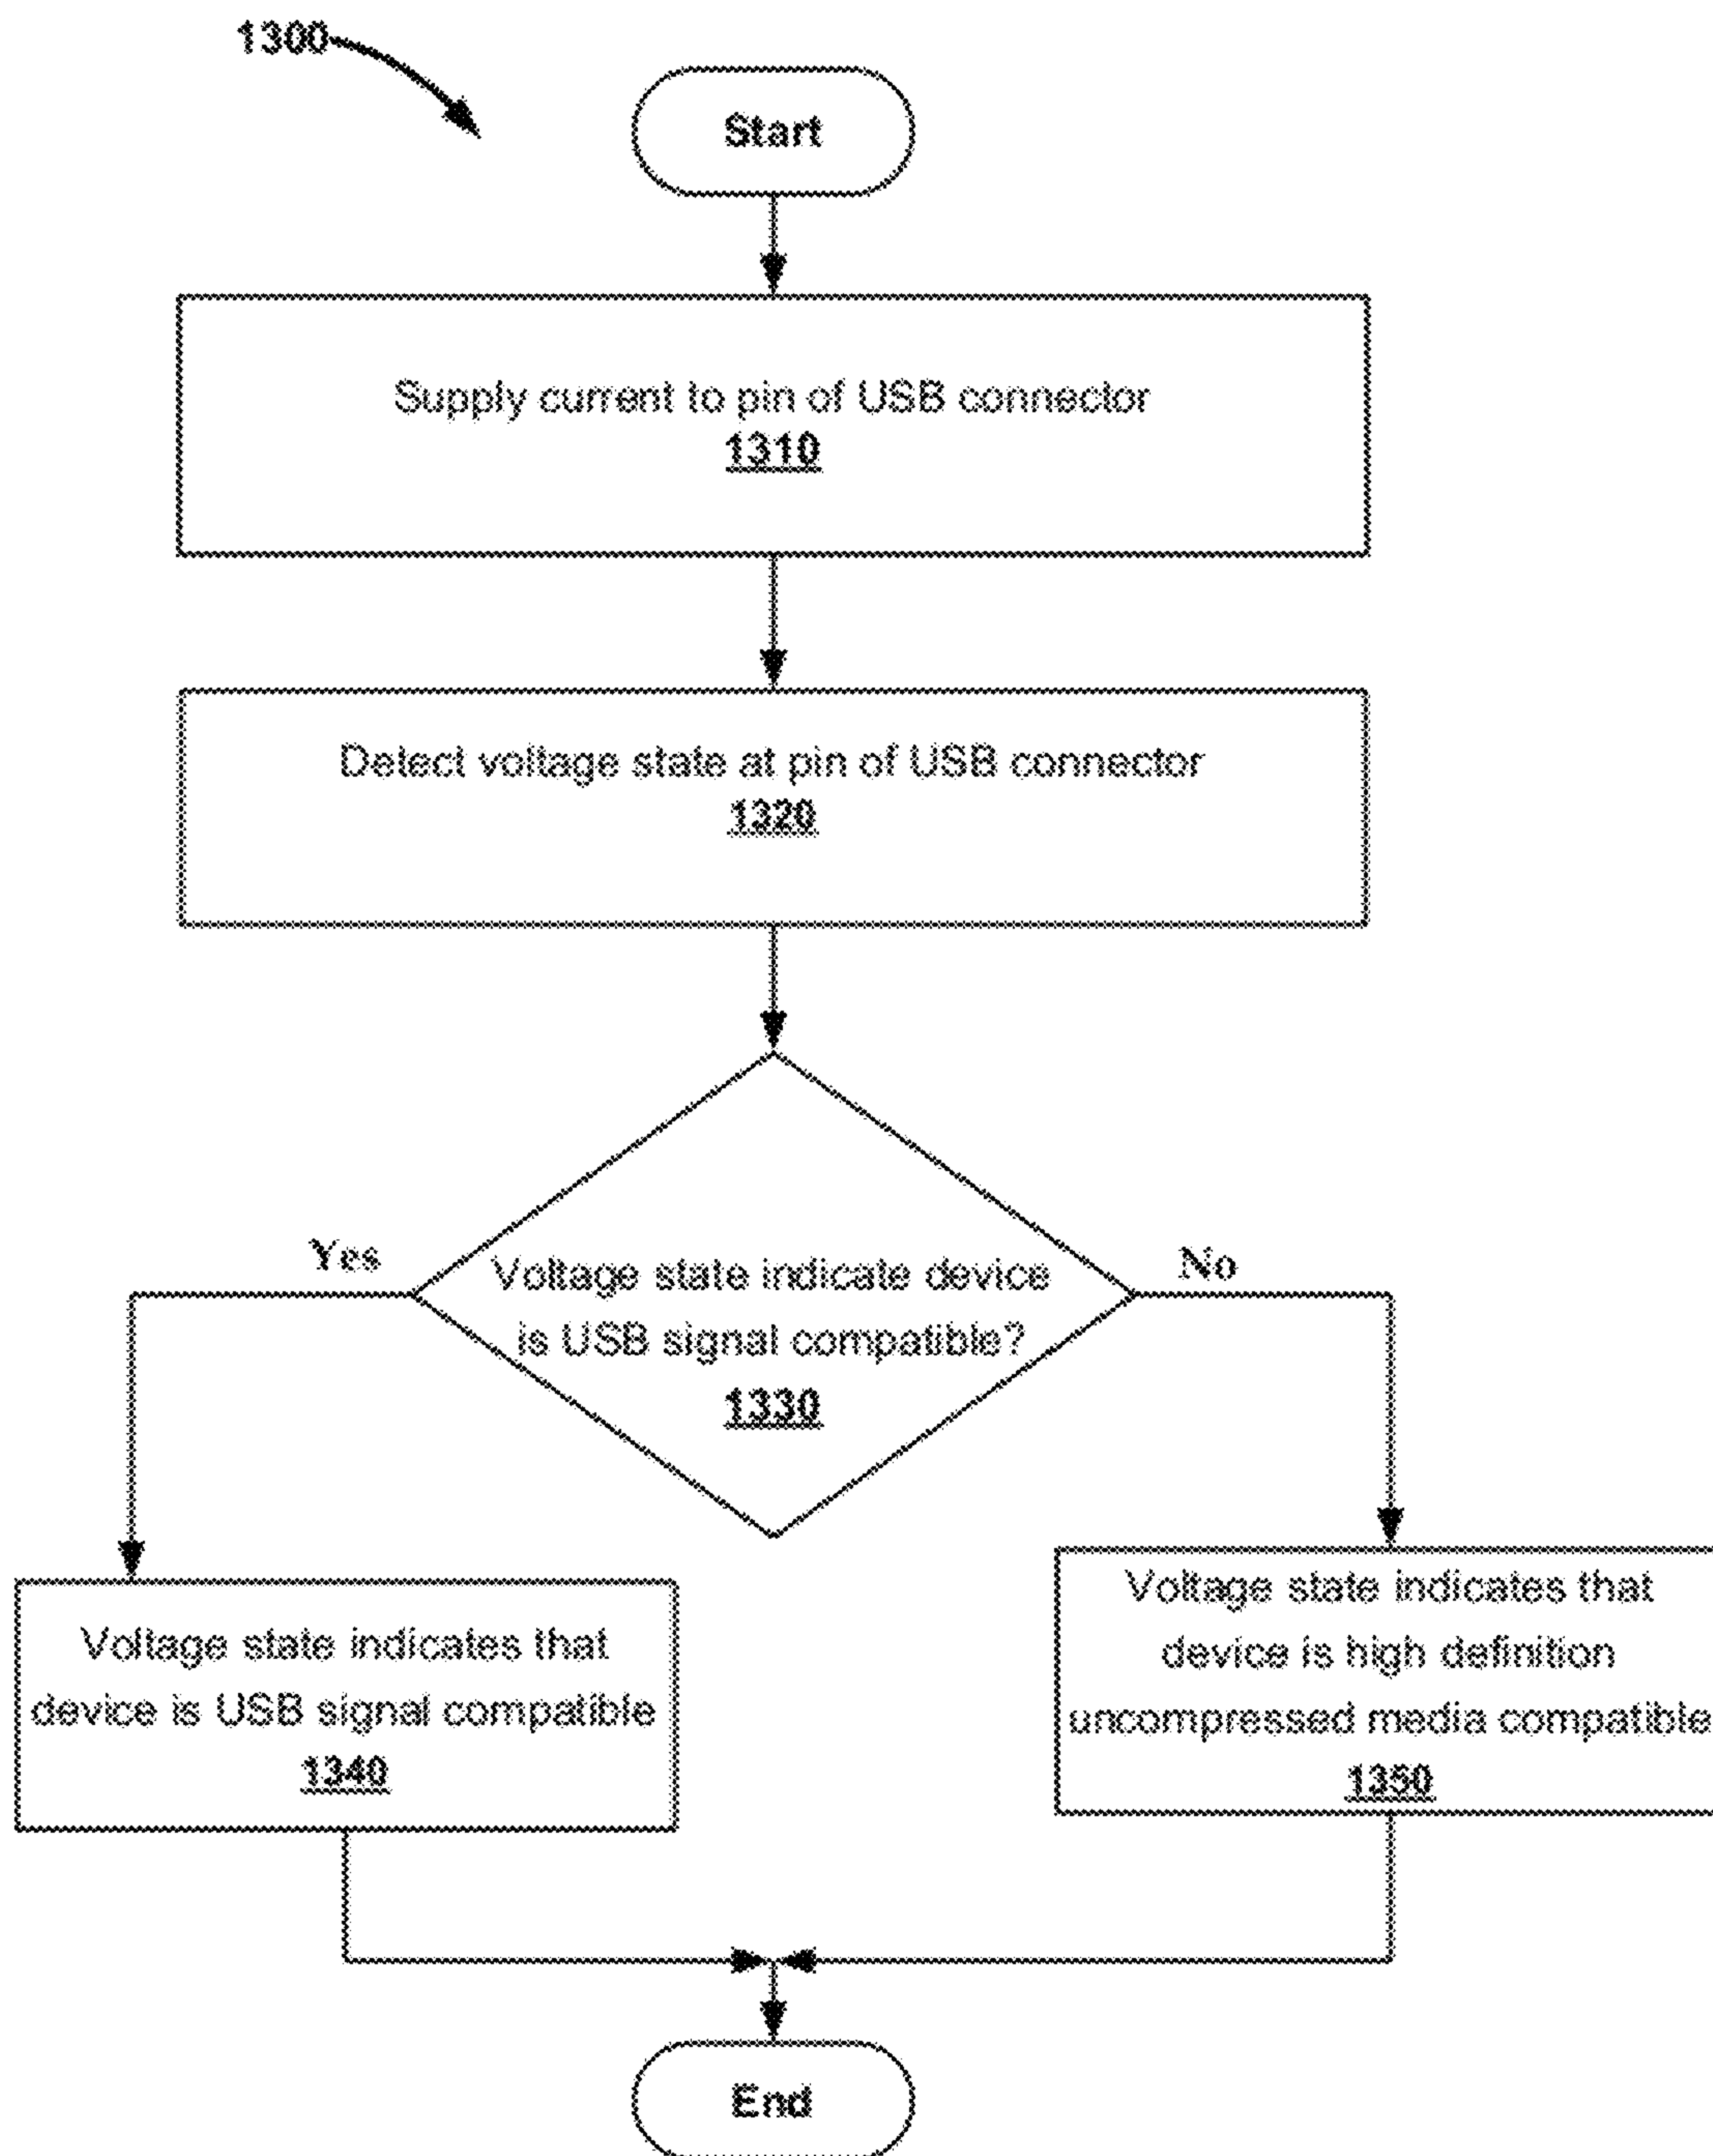 1300
Start
Supply current to pin of USB connector
1310
Detect voltage state at pin of USB connector
1320
Yes
No
Voltage state indicate device
is USB signal compatible?
1330
Voltage state indicates that
device is USB signal compatible
1340
Voltage state indicates that
device is high definition
uncompressed media compatible
1350
End